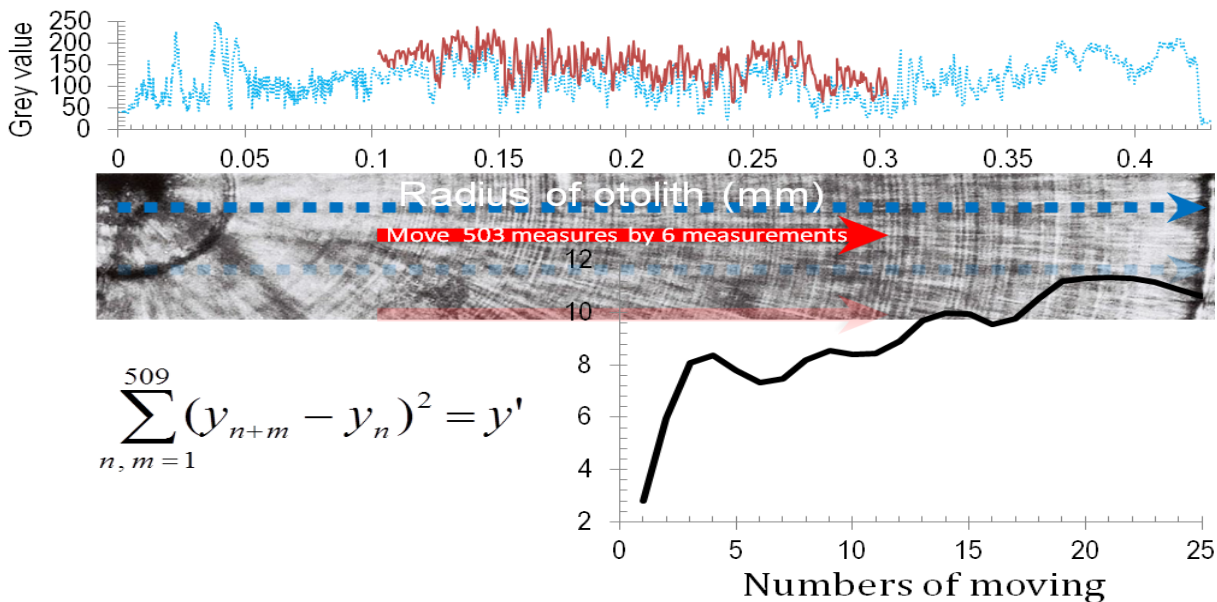 Grey value
250
200
150
100
50
0
0 0.05 0.1 0.15 0.2 0.25 0.3 0.35 0.4
Radius of otolith (mm)
Move 503 measures by 6 measurements
12
10
8
6
4
2
0 5 10 15 20 25
Numbers of moving
509
∑(yₙ₊ₘ − yₙ)² = y'
n, m = 1